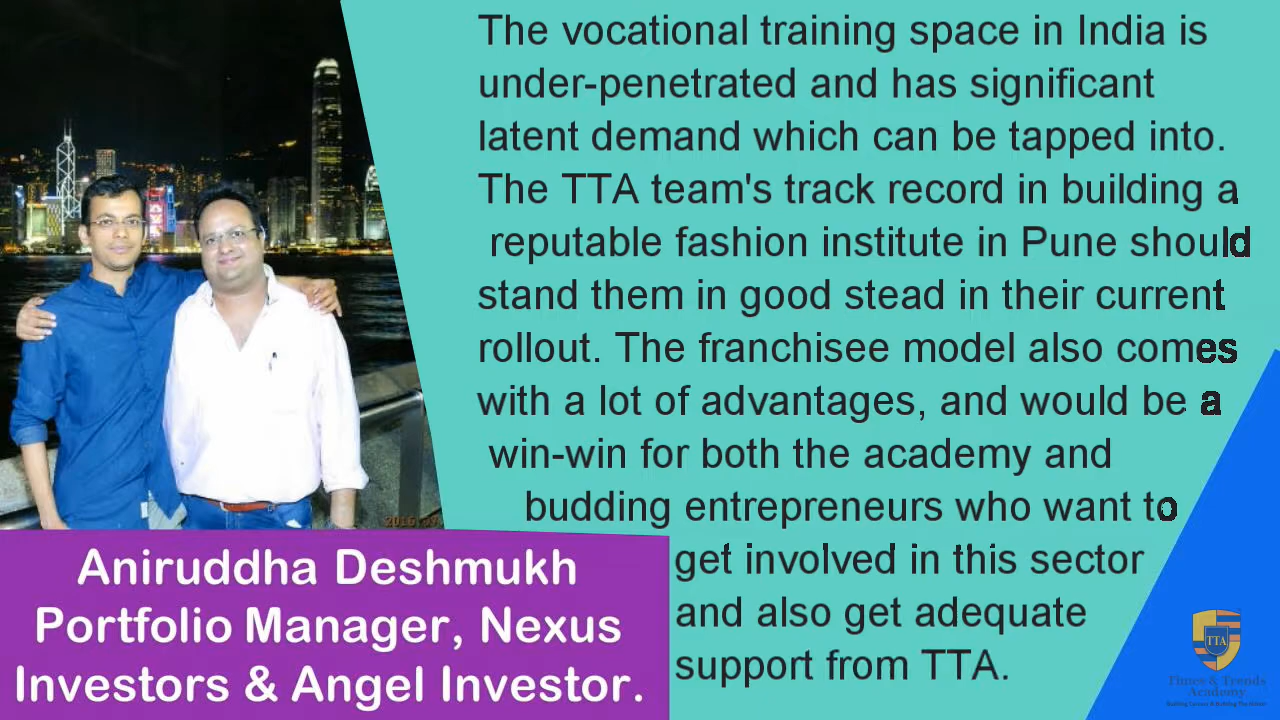 The vocational training space in India is
under-penetrated and has significant
latent demand which can be tapped into.
The TTA team's track record in building a
reputable fashion institute in Pune should
stand them in good stead in their current
rollout. The franchisee model also comes
with a lot of advantages, and would be a
win-win for both the academy and
budding entrepreneurs who want to
get involved in this sector
and also get adequate
support from TTA.
Aniruddha Deshmukh
Portfolio Manager, Nexus
Investors & Angel Investor.
TTA
Times & Trends
Academy